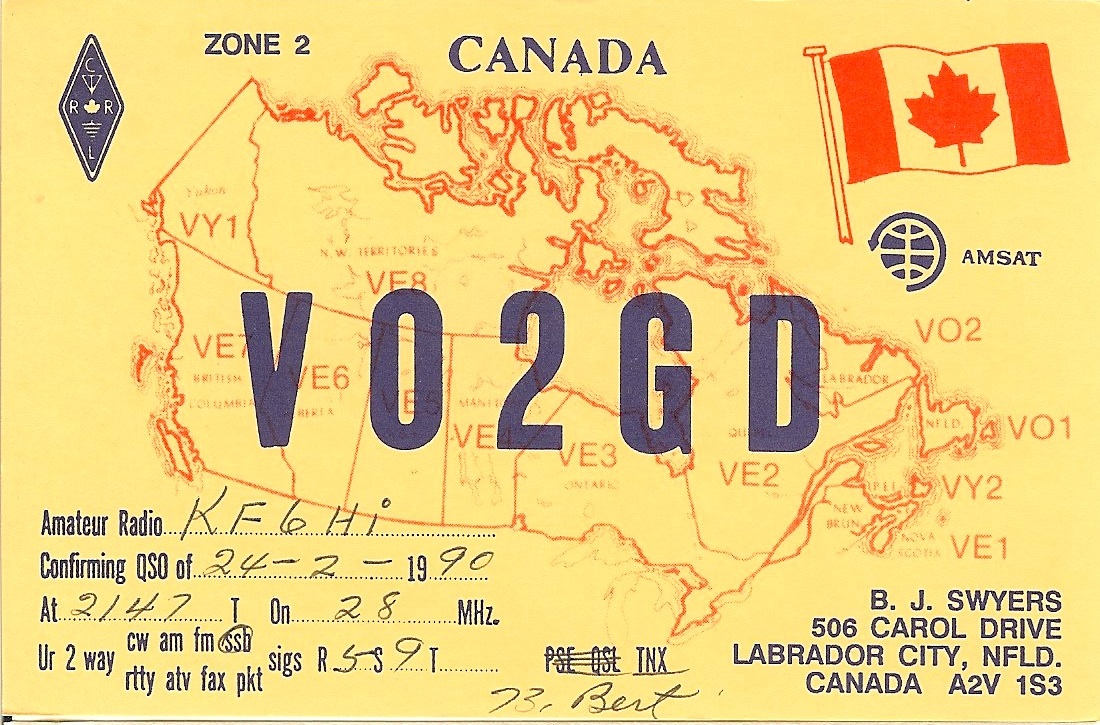 ZONE 2
CANADA
C
R R
L
AMSAT
Yukon
VY1
N.W. TERRITORIES
VE8
VO2GD
VO2
VE7
BRITISH
COLUMBIA
VE6
BERTA
VE5
MANIT
VE4
LABRADOR
NFLD.
VO1
VE3
ONTARIO
QUEBEC
VE2
P.E.I.
VY2
NEW
BRUN.
NOVA
SCOTIA
VE1
Amateur Radio KF6Hi
Confirming QSO of 24-2- 1990
At 2147 T On 28 MHz.
Ur 2 way cw am fm ssb
rtty atv fax pkt
sigs R 5 S 9 T PSE QSL TNX
73, Bert
B. J. SWYERS
506 CAROL DRIVE
LABRADOR CITY, NFLD.
CANADA A2V 1S3